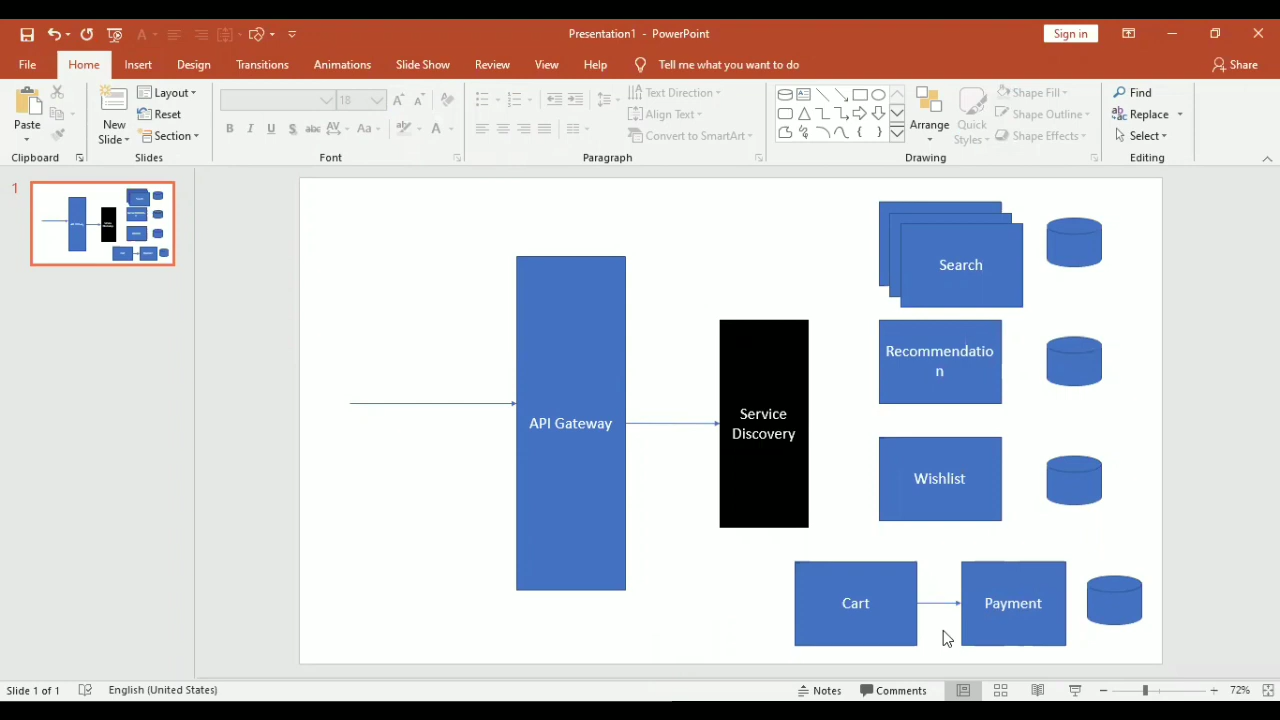 Presentation1 - PowerPoint
Sign in
File Home Insert Design Transitions Animations Slide Show Review View Help Tell me what you want to do Share
Paste
New Slide
Layout
Reset
Section
18
B I U S abc AV Aa A
Text Direction
Align Text
Convert to SmartArt
Arrange
Quick Styles
Shape Fill
Shape Outline
Shape Effects
Find
Replace
Select
Clipboard Slides Font Paragraph Drawing Editing
1
Search
Recommendatio
n
API Gateway
Service
Discovery
Wishlist
Cart
Payment
Slide 1 of 1 English (United States) Notes Comments 72%